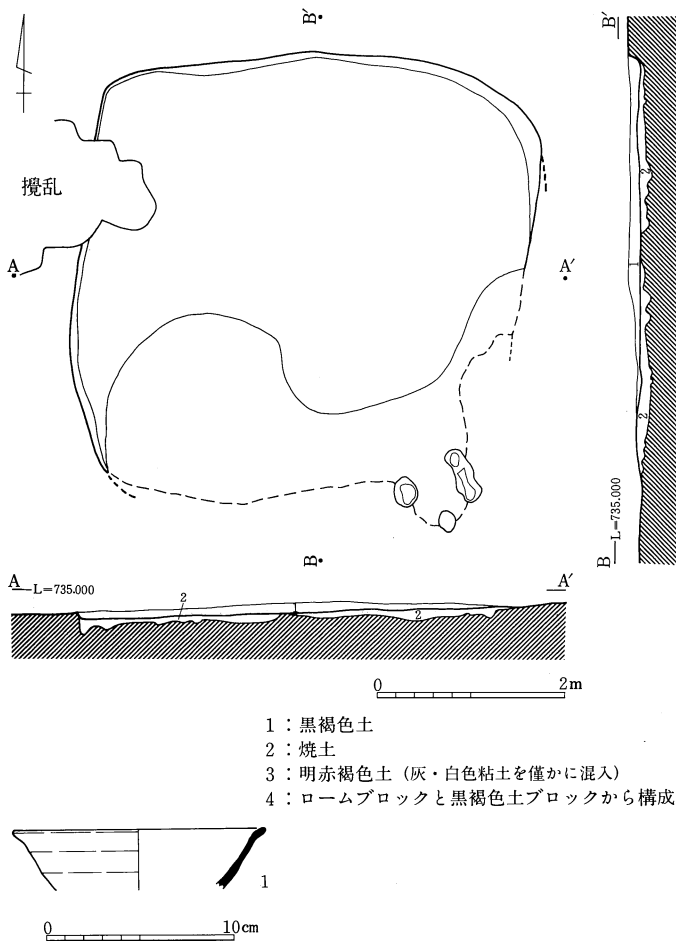 B′
B′
攪乱
2
A
A′
1
2
B
L=735.000
B
A
L=735.000
A′
2
2
0
2m
1:黒褐色土
2:焼土
3:明赤褐色土(灰・白色粘土を僅かに混入)
4:ロームブロックと黒褐色土ブロックから構成
1
0
10cm